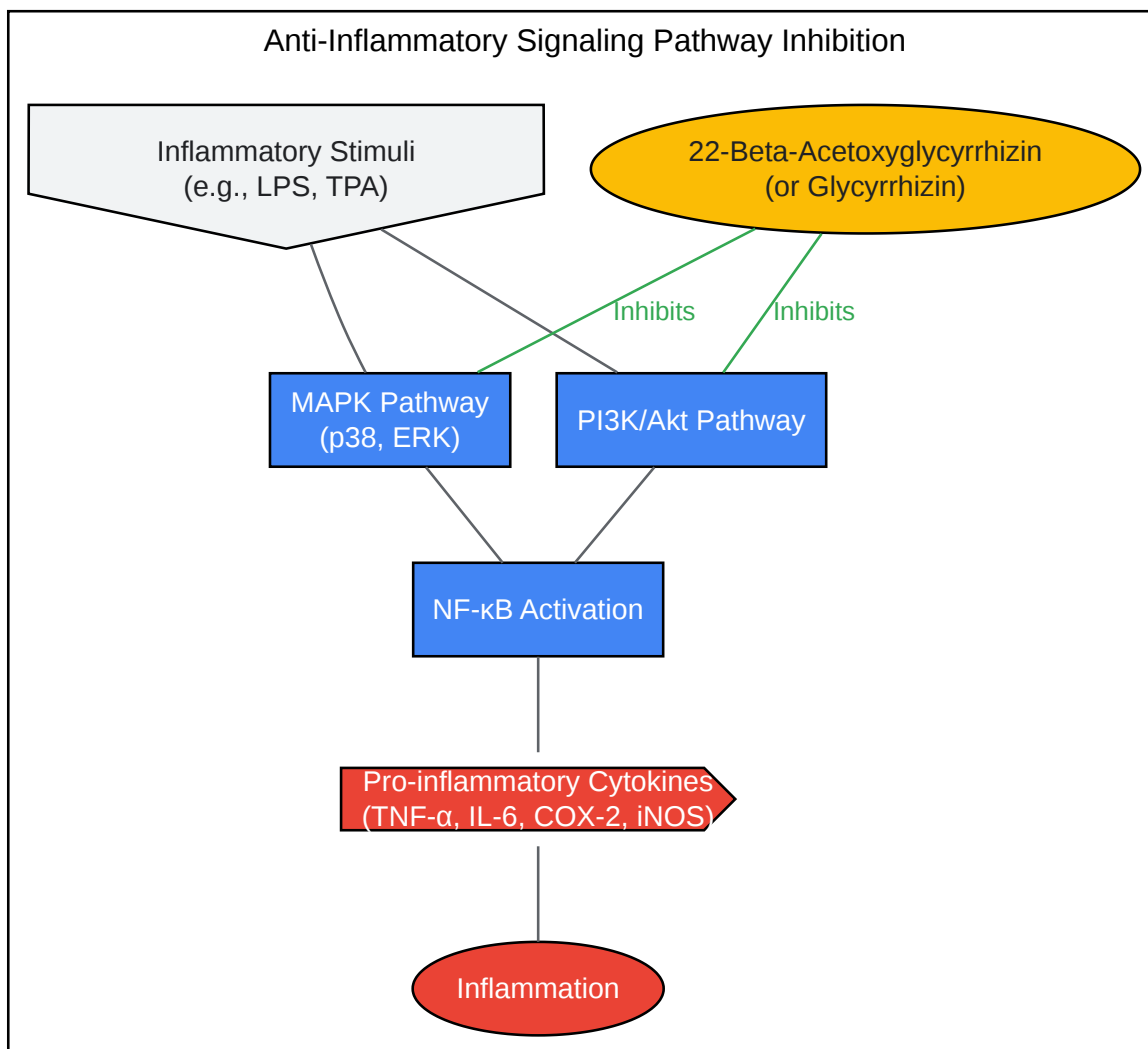 Anti-Inflammatory Signaling Pathway Inhibition
Inflammatory Stimuli
(e.g., LPS, TPA)
22-Beta-Acetoxyglycyrrhizin
(or Glycyrrhizin)
Inhibits
Inhibits
MAPK Pathway
(p38, ERK)
PI3K/Akt Pathway
NF-κB Activation
Pro-inflammatory Cytokines
(TNF-α, IL-6, COX-2, iNOS)
Inflammation